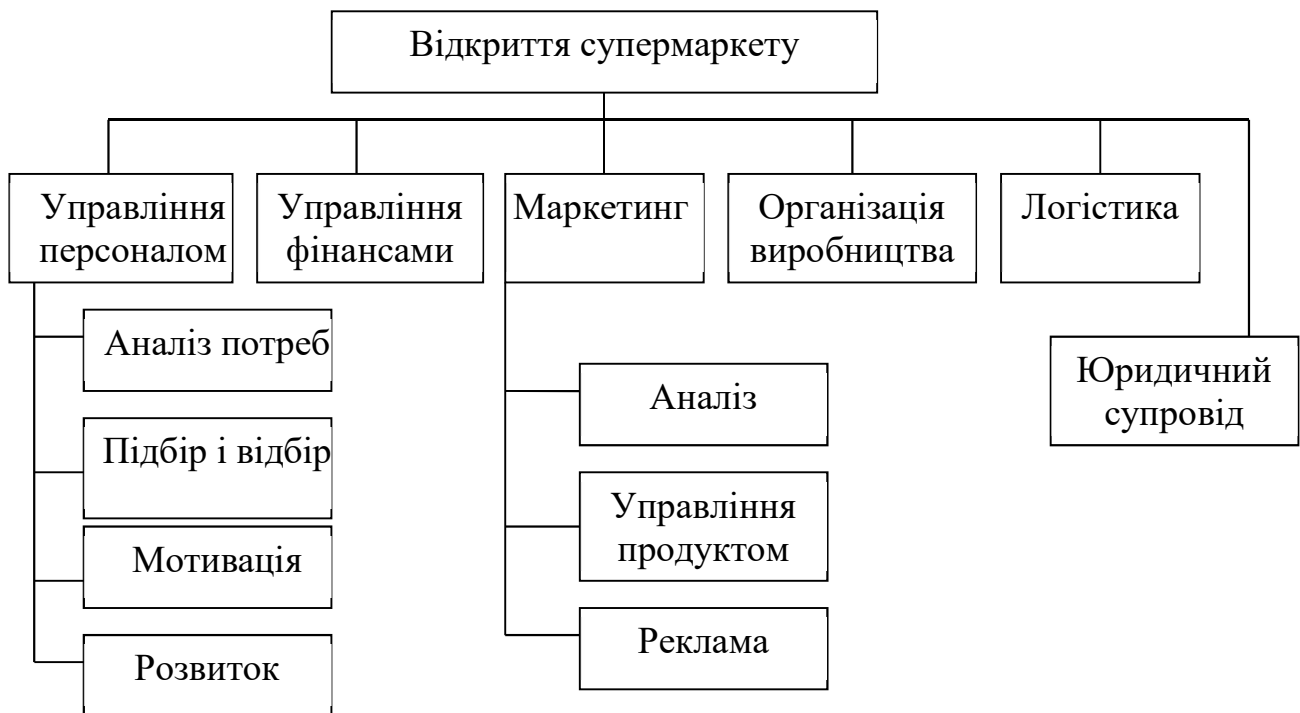 Відкриття супермаркету
Управління
персоналом
Управління
фінансами
Маркетинг
Організація
виробництва
Логістика
Аналіз потреб
Підбір і відбір
Мотивація
Розвиток
Аналіз
Управління
продуктом
Реклама
Юридичний
супровід